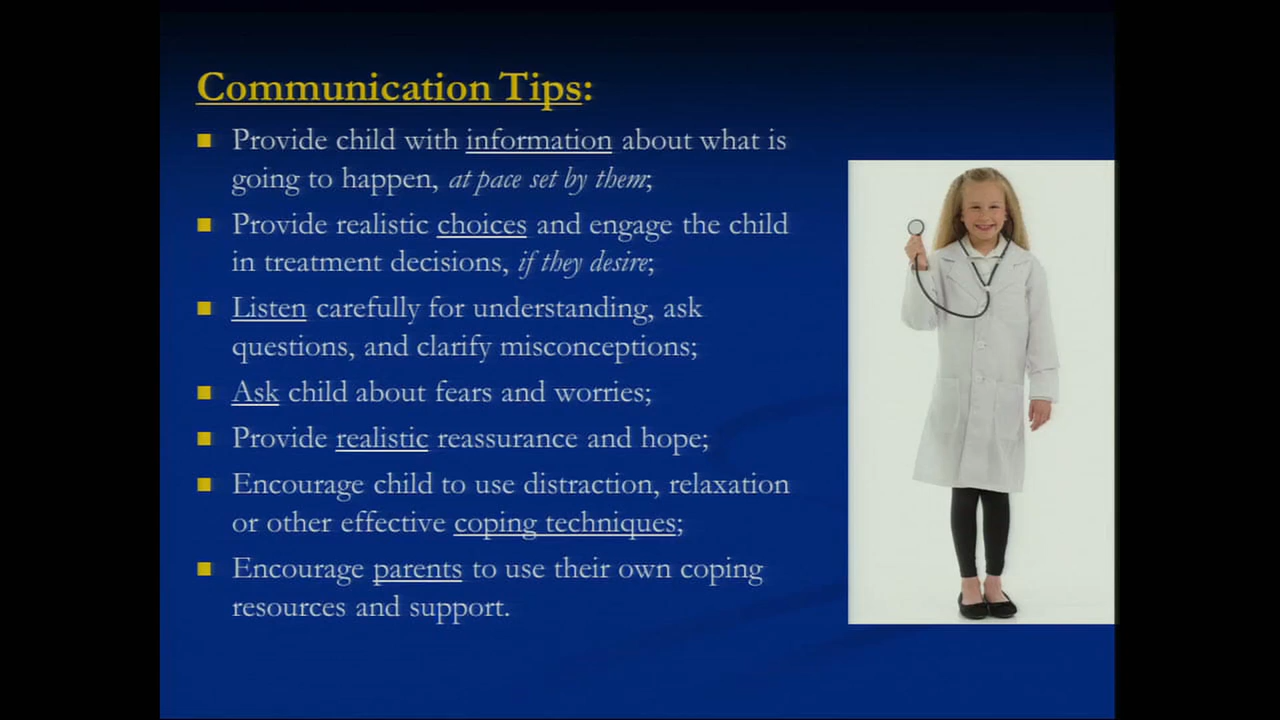 Communication Tips:
Provide child with information about what is
going to happen, at pace set by them;
Provide realistic choices and engage the child
in treatment decisions, if they desire;
Listen carefully for understanding, ask
questions, and clarify misconceptions;
Ask child about fears and worries;
Provide realistic reassurance and hope;
Encourage child to use distraction, relaxation
or other effective coping techniques;
Encourage parents to use their own coping
resources and support.